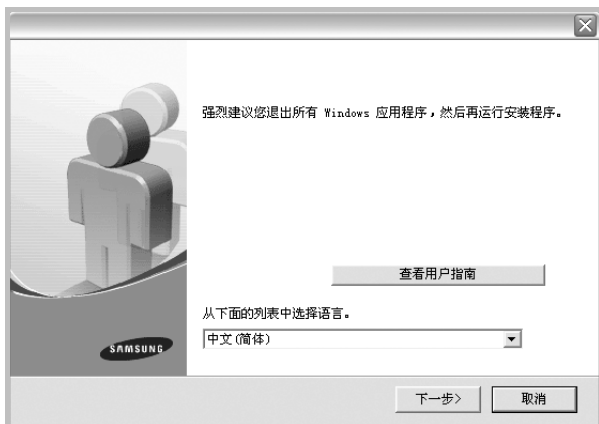 强烈建议您退出所有 Windows 应用程序，然后再运行安装程序。
查看用户指南
从下面的列表中选择语言。
中文(简体)
SAMSUNG
下一步>
取消